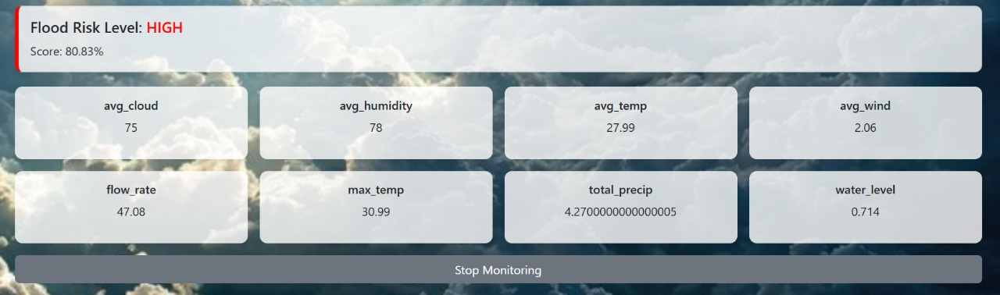 Flood Risk Level: HIGH
Score: 80.83%
avg_cloud
75
avg_humidity
78
avg_temp
27.99
avg_wind
2.06
flow_rate
47.08
max_temp
30.99
total_precip
4.2700000000000005
water_level
0.714
Stop Monitoring